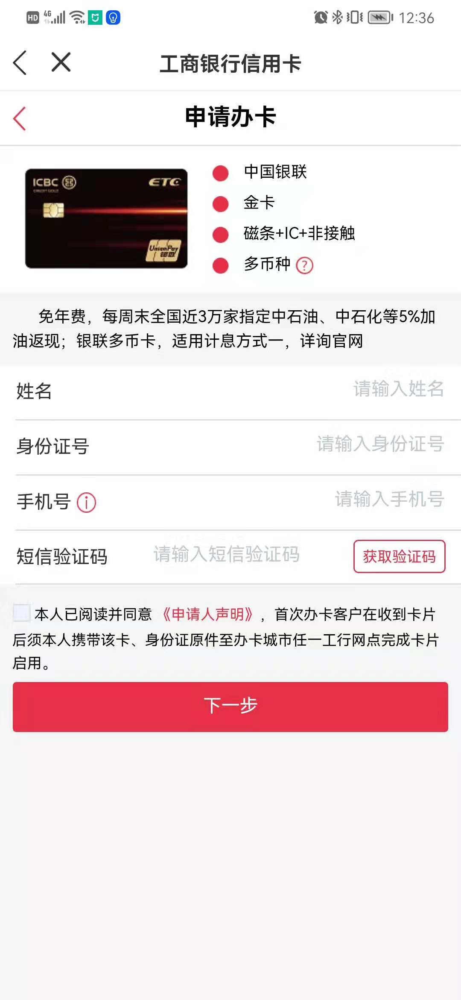 HD 4G 12:36
工商银行信用卡
申请办卡
ICBC ETC
UnionPay
银联
中国银联
金卡
磁条+IC+非接触
多币种 ?
免年费，每周末全国近3万家指定中石油、中石化等5%加
油返现；银联多币卡，适用计息方式一，详询官网
姓名 请输入姓名
身份证号 请输入身份证号
手机号 请输入手机号
短信验证码 请输入短信验证码 获取验证码
本人已阅读并同意《申请人声明》，首次办卡客户在收到卡片
后须本人携带该卡、身份证原件至办卡城市任一工行网点完成卡片
启用。
下一步